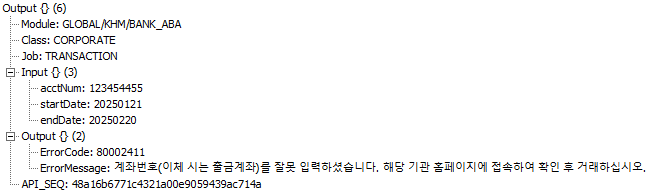 Output {} (6)
Module: GLOBAL/KHM/BANK_ABA
Class: CORPORATE
Job: TRANSACTION
Input {} (3)
acctNum: 123454455
startDate: 20250121
endDate: 20250220
Output {} (2)
ErrorCode: 80002411
ErrorMessage: 계좌번호(이체 시는 출금계좌)를 잘못 입력하셨습니다. 해당 기관 홈페이지에 접속하여 확인 후 거래하십시오.
API_SEQ: 48a16b6771c4321a00e9059439ac714a